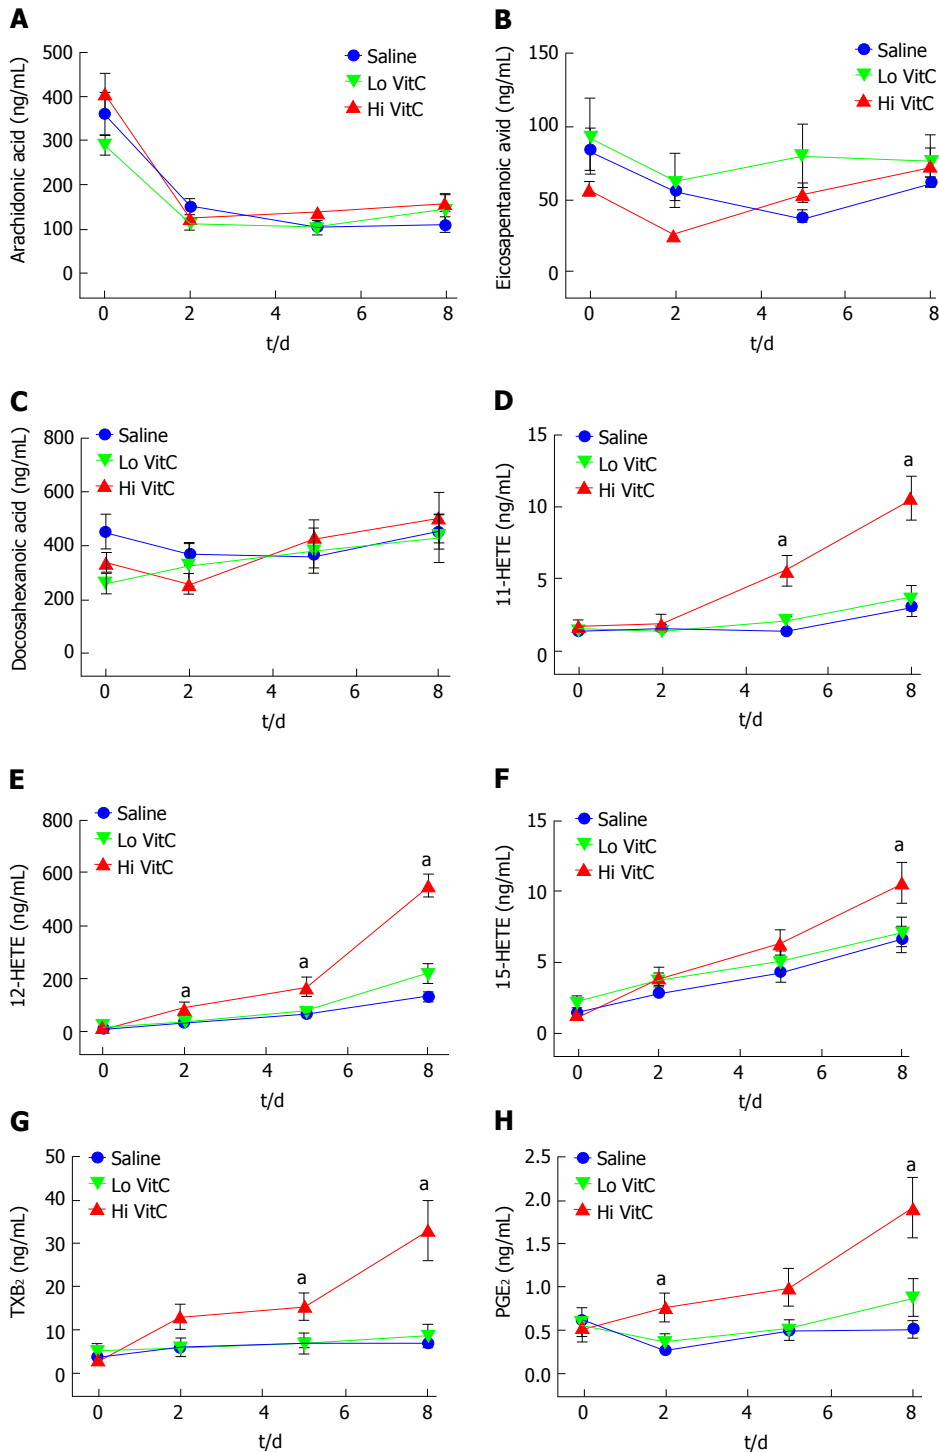 A
Arachidonic acid (ng/mL)
500
400
300
200
100
0
Saline
Lo VitC
Hi VitC
0 2 4 6 8
t/d
B
Eicosapentanoic avid (ng/mL)
150
100
50
0
Saline
Lo VitC
Hi VitC
0 2 4 6 8
t/d
C
Docosahexanoic acid (ng/mL)
800
600
400
200
0
Saline
Lo VitC
Hi VitC
0 2 4 6 8
t/d
D
11-HETE (ng/mL)
15
10
5
0
Saline
Lo VitC
Hi VitC
a
a
0 2 4 6 8
t/d
E
12-HETE (ng/mL)
800
600
400
200
0
Saline
Lo VitC
Hi VitC
a
a
a
0 2 4 6 8
t/d
F
15-HETE (ng/mL)
15
10
5
0
Saline
Lo VitC
Hi VitC
a
0 2 4 6 8
t/d
G
TXB₂ (ng/mL)
50
40
30
20
10
0
Saline
Lo VitC
Hi VitC
a
a
0 2 4 6 8
t/d
H
PGE₂ (ng/mL)
2.5
2.0
1.5
1.0
0.5
0.0
Saline
Lo VitC
Hi VitC
a
a
0 2 4 6 8
t/d